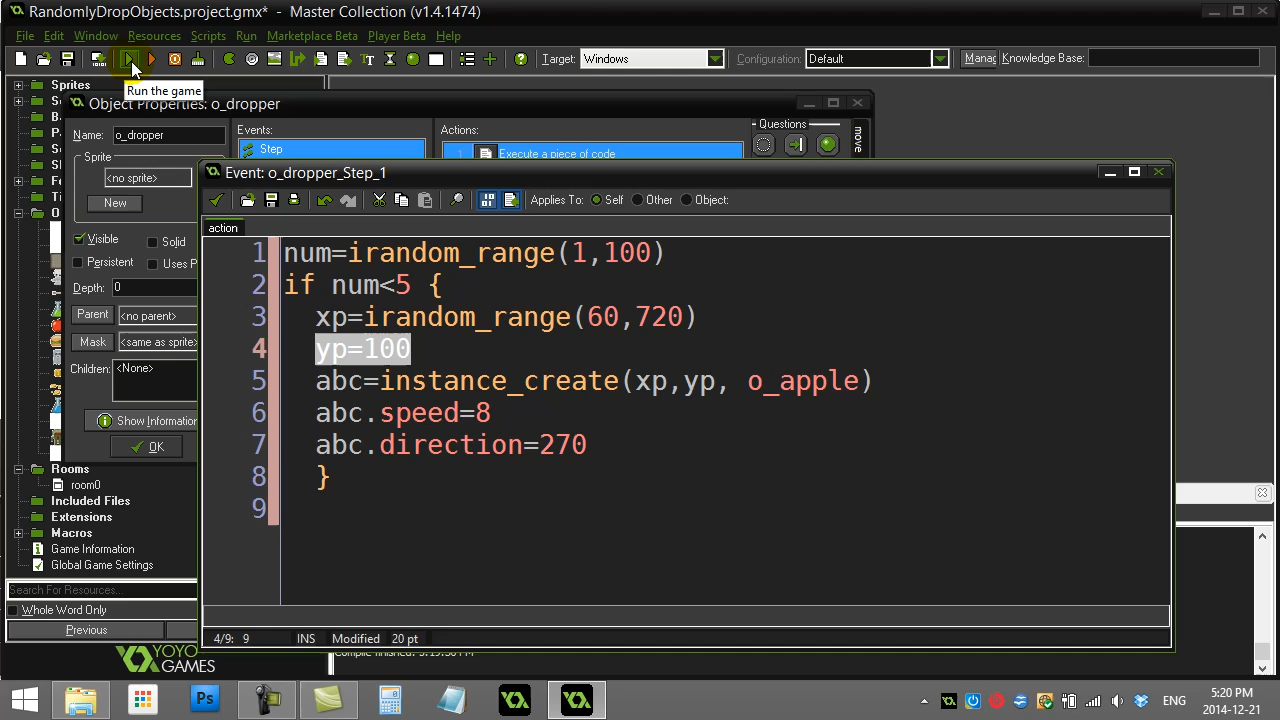 RandomlyDropObjects.project.gmx* - Master Collection (v1.4.1474)
File Edit Window Resources Scripts Run Marketplace Beta Player Beta Help
Target: Windows Configuration: Default Manac Knowledge Base:
Run the game
Sprites
Object Properties: o_dropper
Name: o_dropper
Events:
Actions:
Questions
move
Step
1 Execute a piece of code
Sprite
<no sprite>
New
Visible
Solid
Persistent
Uses P
Depth: 0
Parent <no parent>
Mask <same as sprite>
Children: <None>
Show Information
OK
Event: o_dropper_Step_1
Applies To: Self Other Object:
action
1 num=irandom_range(1,100)
2 if num<5 {
3 xp=irandom_range(60,720)
4 yp=100
5 abc=instance_create(xp,yp, o_apple)
6 abc.speed=8
7 abc.direction=270
8 }
9
4/9: 9 INS Modified 20 pt
Rooms
room0
Included Files
Extensions
Macros
Game Information
Global Game Settings
Search For Resources...
Whole Word Only
Previous
YOYO
GAMES
Ps
ENG
5:20 PM
2014-12-21